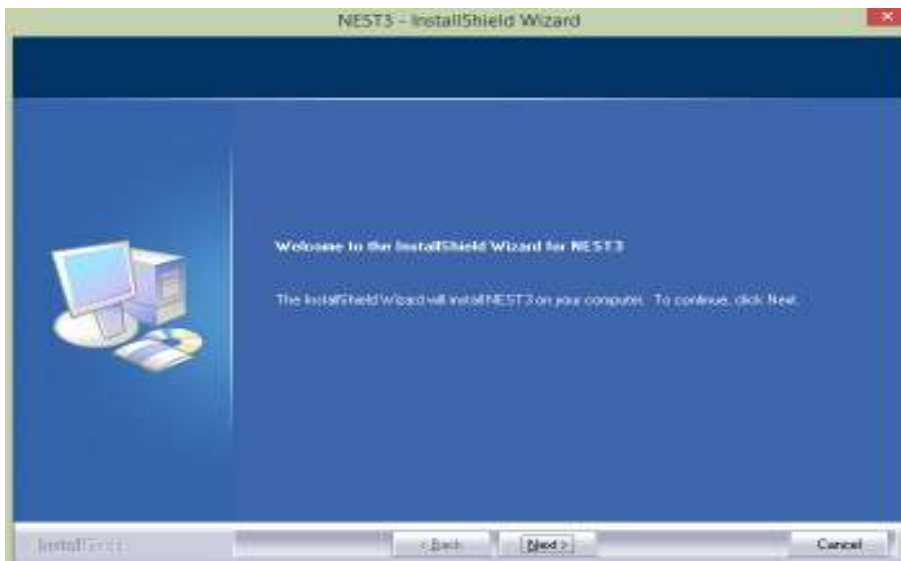 NEST3 - InstallShield Wizard
Welcome to the InstallShield Wizard for NEST3
The InstallShield Wizard will install NEST3 on your computer. To continue, click Next.
InstallShield
< Back
Next >
Cancel